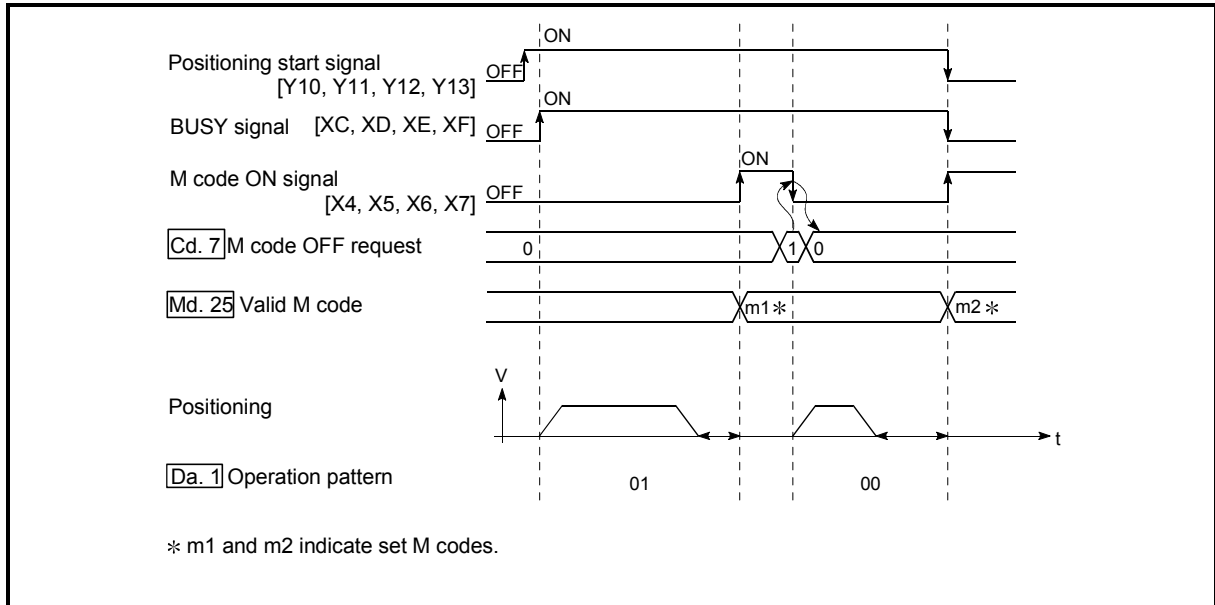 ON
Positioning start signal
[Y10, Y11, Y12, Y13]
OFF
ON
BUSY signal [XC, XD, XE, XF]
OFF
ON
M code ON signal
[X4, X5, X6, X7]
OFF
Cd. 7 M code OFF request
0
1
0
Md. 25 Valid M code
m1*
m2*
V
Positioning
t
Da. 1 Operation pattern
01
00
* m1 and m2 indicate set M codes.